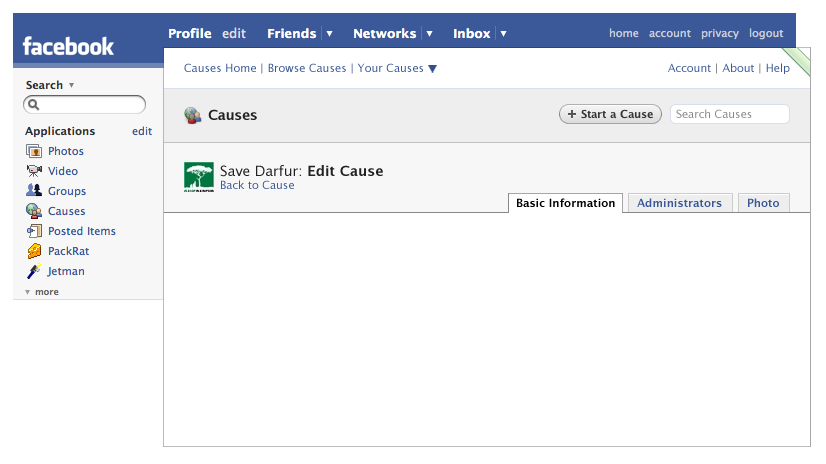 facebook
Profile edit Friends Networks Inbox home account privacy logout
Search
Applications edit
Photos
Video
Groups
Causes
Posted Items
PackRat
Jetman
more
Causes Home | Browse Causes | Your Causes ▼ Account | About | Help
Causes + Start a Cause Search Causes
Save Darfur: Edit Cause
Back to Cause
Basic Information Administrators Photo